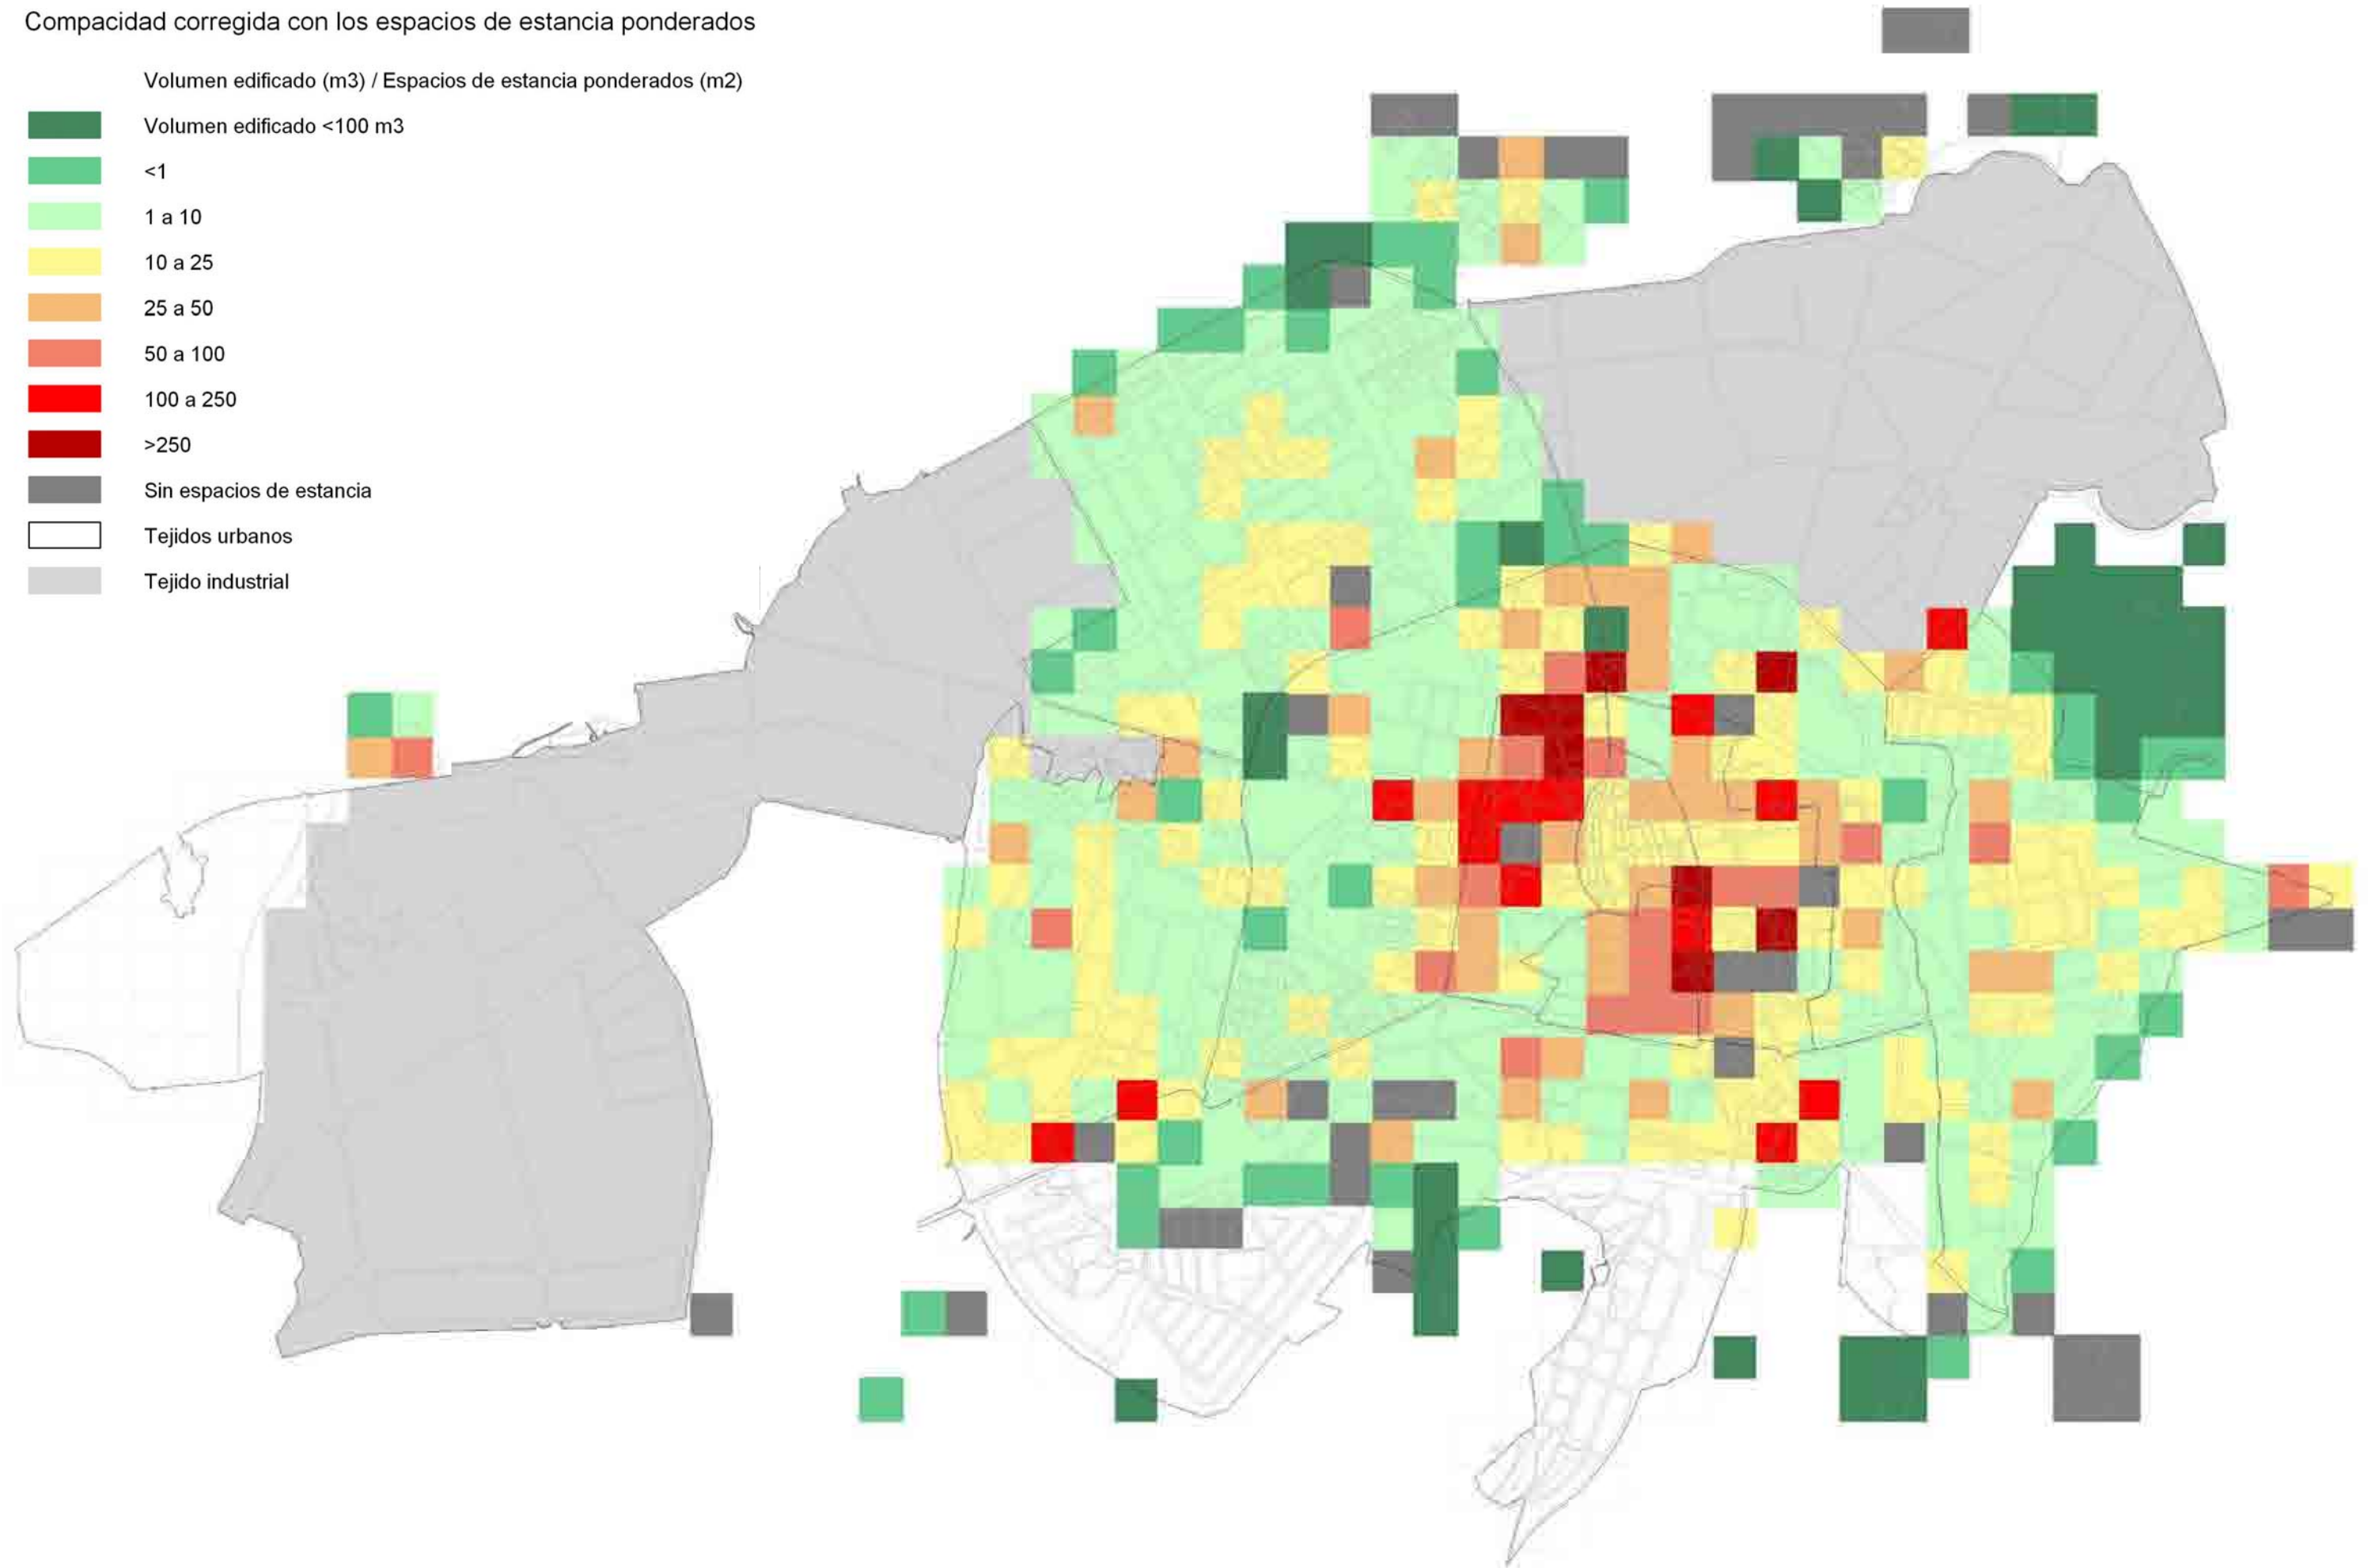 Compacidad corregida con los espacios de estancia ponderados
Volumen edificado (m3) / Espacios de estancia ponderados (m2)
Volumen edificado <100 m3
<1
1 a 10
10 a 25
25 a 50
50 a 100
100 a 250
>250
Sin espacios de estancia
Tejidos urbanos
Tejido industrial